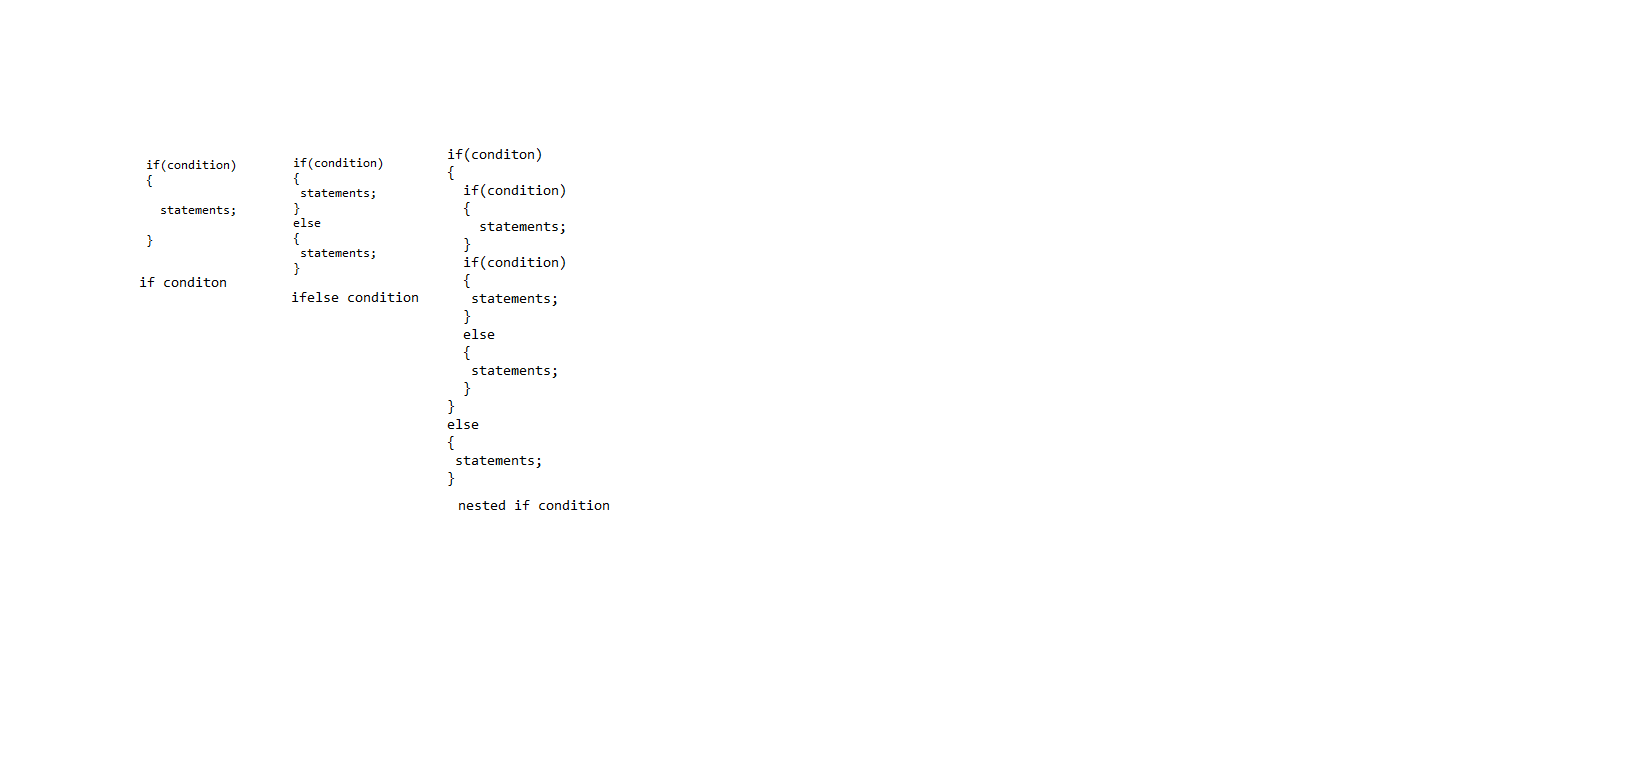 if(condition)
{
statements;
}
if conditon
if(condition)
{
statements;
}
else
{
statements;
}
ifelse condition
if(conditon)
{
if(condition)
{
statements;
}
if(condition)
{
statements;
}
else
{
statements;
}
}
else
{
statements;
}
nested if condition